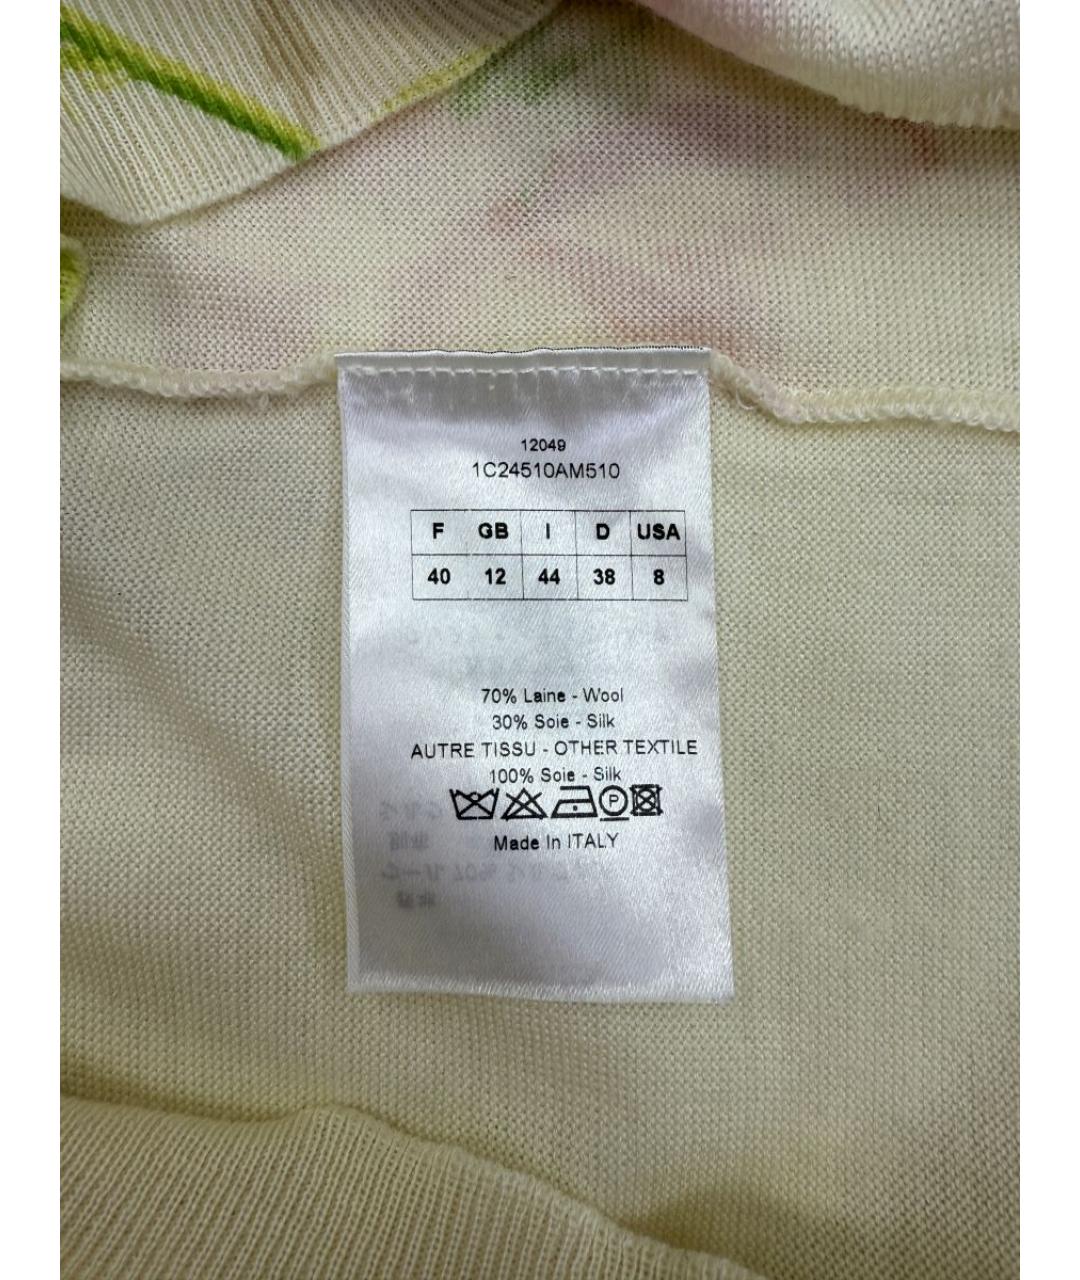 12049
1C24510AM510
F GB I D USA
40 12 44 38 8
70% Laine - Wool
30% Soie - Silk
AUTRE TISSU - OTHER TEXTILE
100% Soie - Silk
P
Made In ITALY